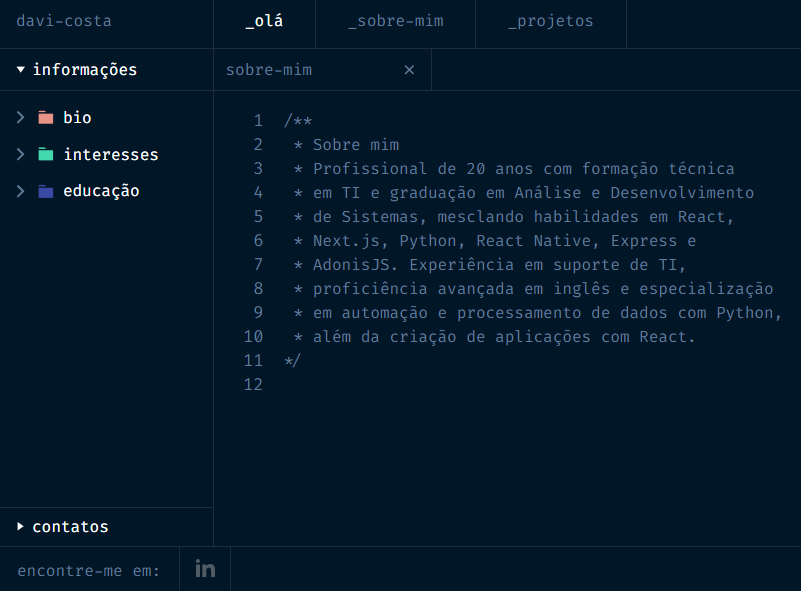 davi-costa
_olá
_sobre-mim
_projetos
informações
sobre-mim ×
bio
interesses
educação
1 /**
2 * Sobre mim
3 * Profissional de 20 anos com formação técnica
4 * em TI e graduação em Análise e Desenvolvimento
5 * de Sistemas, mesclando habilidades em React,
6 * Next.js, Python, React Native, Express e
7 * AdonisJS. Experiência em suporte de TI,
8 * proficiência avançada em inglês e especialização
9 * em automação e processamento de dados com Python,
10 * além da criação de aplicações com React.
11 */
12
contatos
encontre-me em:
in